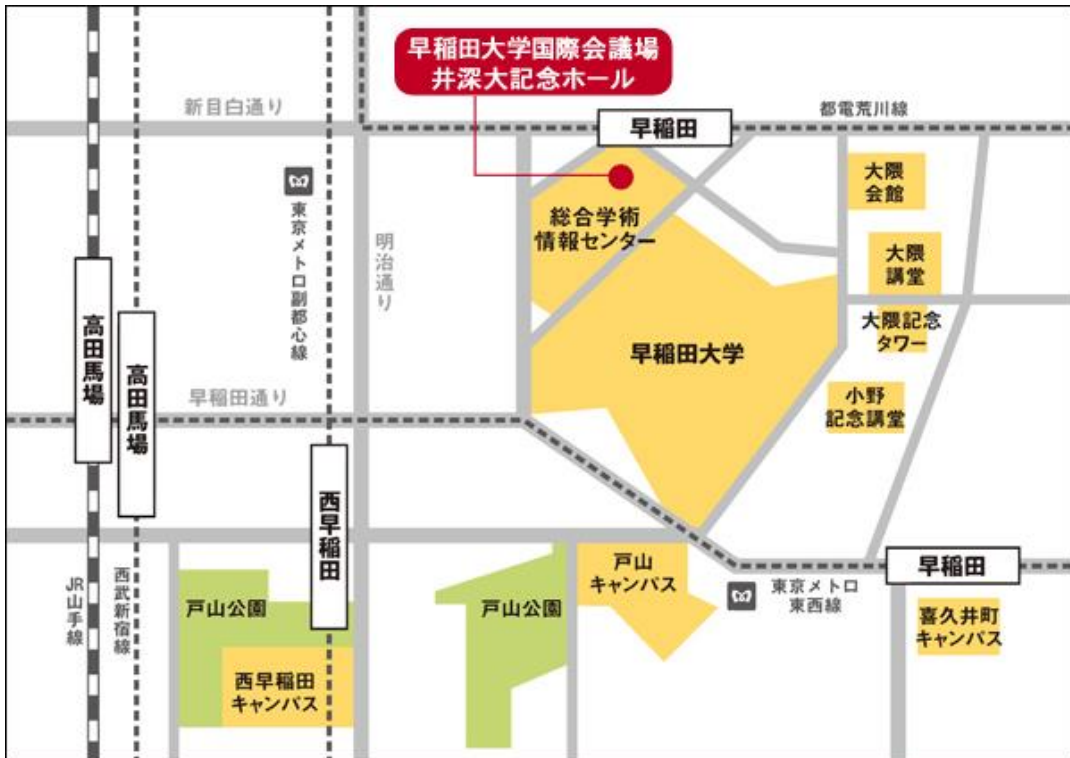 早稲田大学国際会議場
井深大記念ホール
新目白通り
早稲田
都電荒川線
東京メトロ副都心線
明治通り
総合学術
情報センター
大隈
会館
大隈
講堂
大隈記念
タワー
早稲田大学
小野
記念講堂
高田馬場
高田馬場
早稲田通り
西早稲田
戸山
キャンパス
早稲田
東京メトロ
東西線
JR山手線
西武新宿線
戸山公園
戸山公園
喜久井町
キャンパス
西早稲田
キャンパス